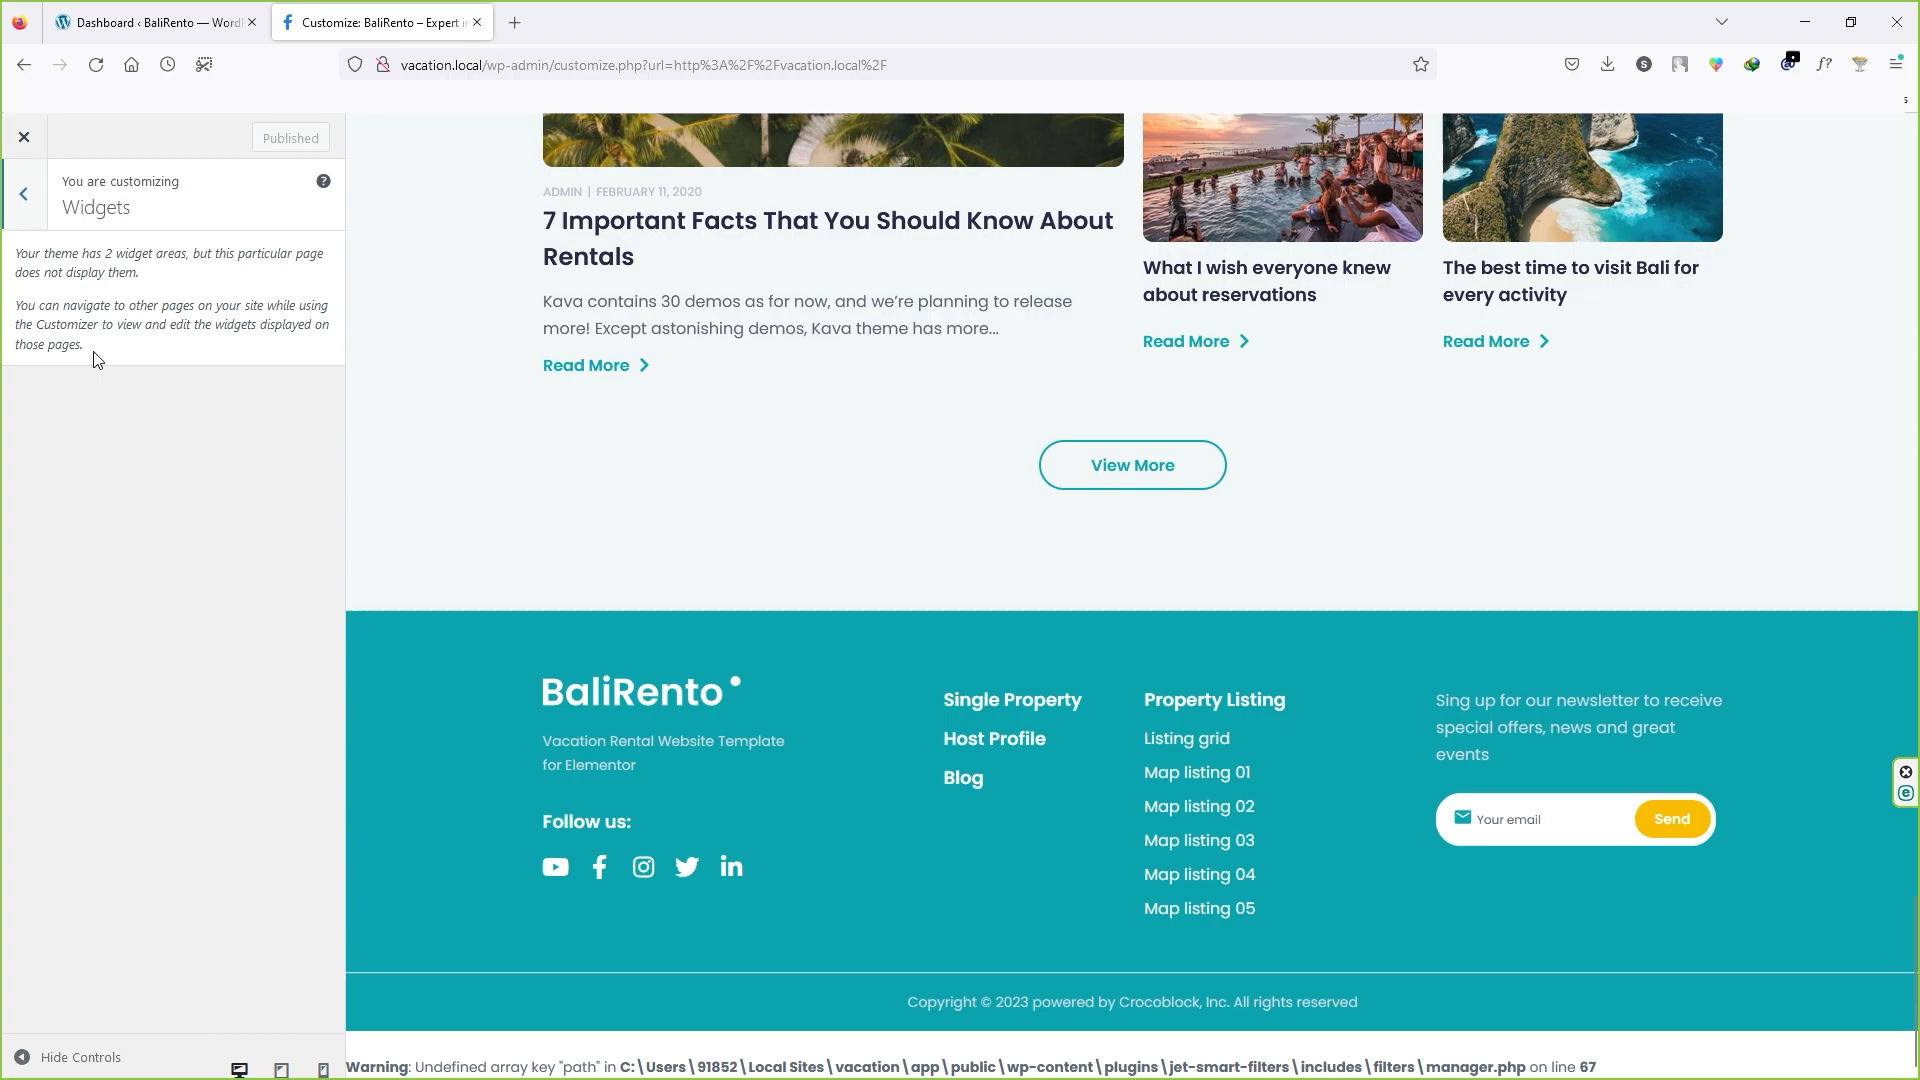 Dashboard ‹ BaliRento — Word
Customize: BaliRento – Expert in
vacation.local/wp-admin/customize.php?url=http%3A%2F%2Fvacation.local%2F
Published
You are customizing
Widgets
Your theme has 2 widget areas, but this particular page
does not display them.
You can navigate to other pages on your site while using
the Customizer to view and edit the widgets displayed on
those pages.
Hide Controls
ADMIN | FEBRUARY 11, 2020
7 Important Facts That You Should Know About
Rentals
Kava contains 30 demos as for now, and we’re planning to release
more! Except astonishing demos, Kava theme has more...
Read More
What I wish everyone knew
about reservations
Read More
The best time to visit Bali for
every activity
Read More
View More
BaliRento
Vacation Rental Website Template
for Elementor
Follow us:
Single Property
Host Profile
Blog
Property Listing
Listing grid
Map listing 01
Map listing 02
Map listing 03
Map listing 04
Map listing 05
Sing up for our newsletter to receive
special offers, news and great
events
Your email
Send
Copyright © 2023 powered by Crocoblock, Inc. All rights reserved
Warning: Undefined array key "path" in C:\Users\91852\Local Sites\vacation\app\public\wp-content\plugins\jet-smart-filters\includes\filters\manager.php on line 67